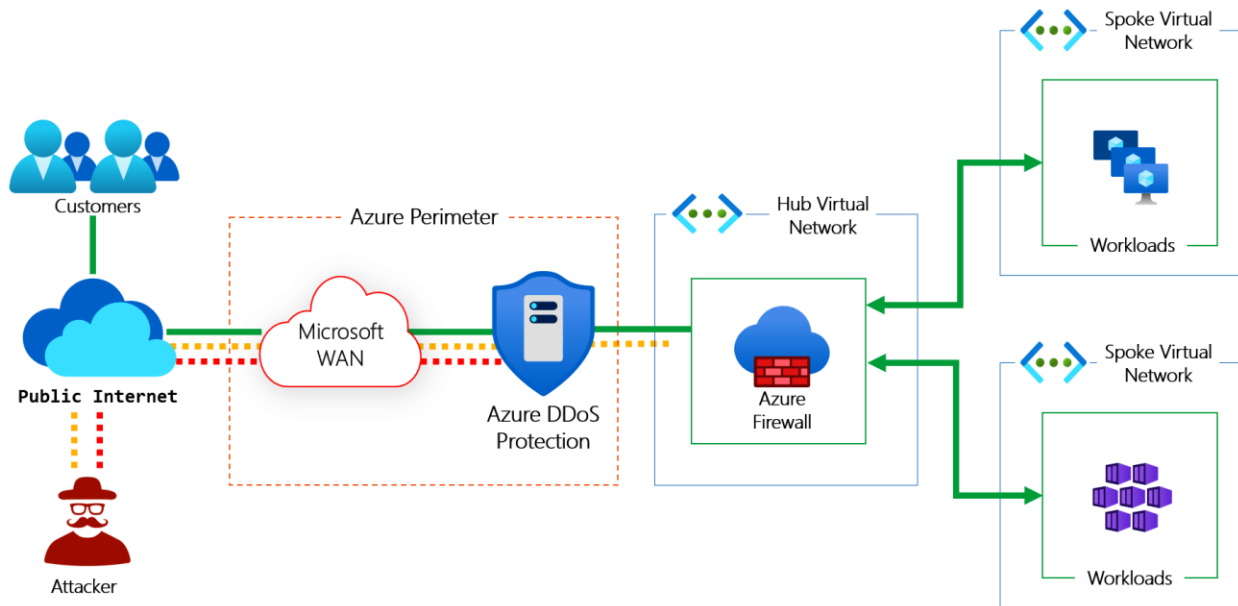 Customers
Public Internet
Attacker
Azure Perimeter
Microsoft
WAN
Azure DDoS
Protection
Hub Virtual
Network
Azure
Firewall
Spoke Virtual
Network
Workloads
Spoke Virtual
Network
Workloads